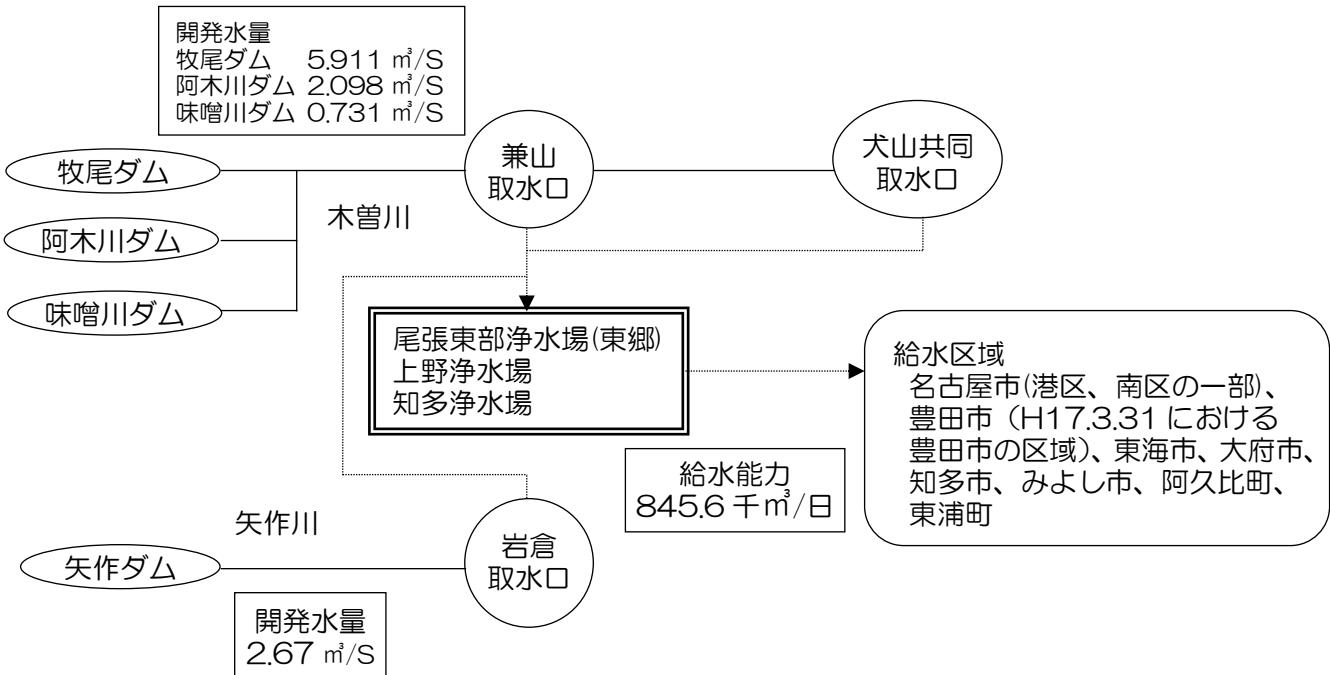 開発水量
牧尾ダム 5.911 ㎥/S
阿木川ダム 2.098 ㎥/S
味噌川ダム 0.731 ㎥/S
牧尾ダム
阿木川ダム
味噌川ダム
木曽川
兼山
取水口
犬山共同
取水口
尾張東部浄水場(東郷)
上野浄水場
知多浄水場
給水区域
名古屋市(港区、南区の一部)、
豊田市（H17.3.31 における
豊田市の区域）、東海市、大府市、
知多市、みよし市、阿久比町、
東浦町
給水能力
845.6 千㎥/日
矢作川
矢作ダム
岩倉
取水口
開発水量
2.67 ㎥/S